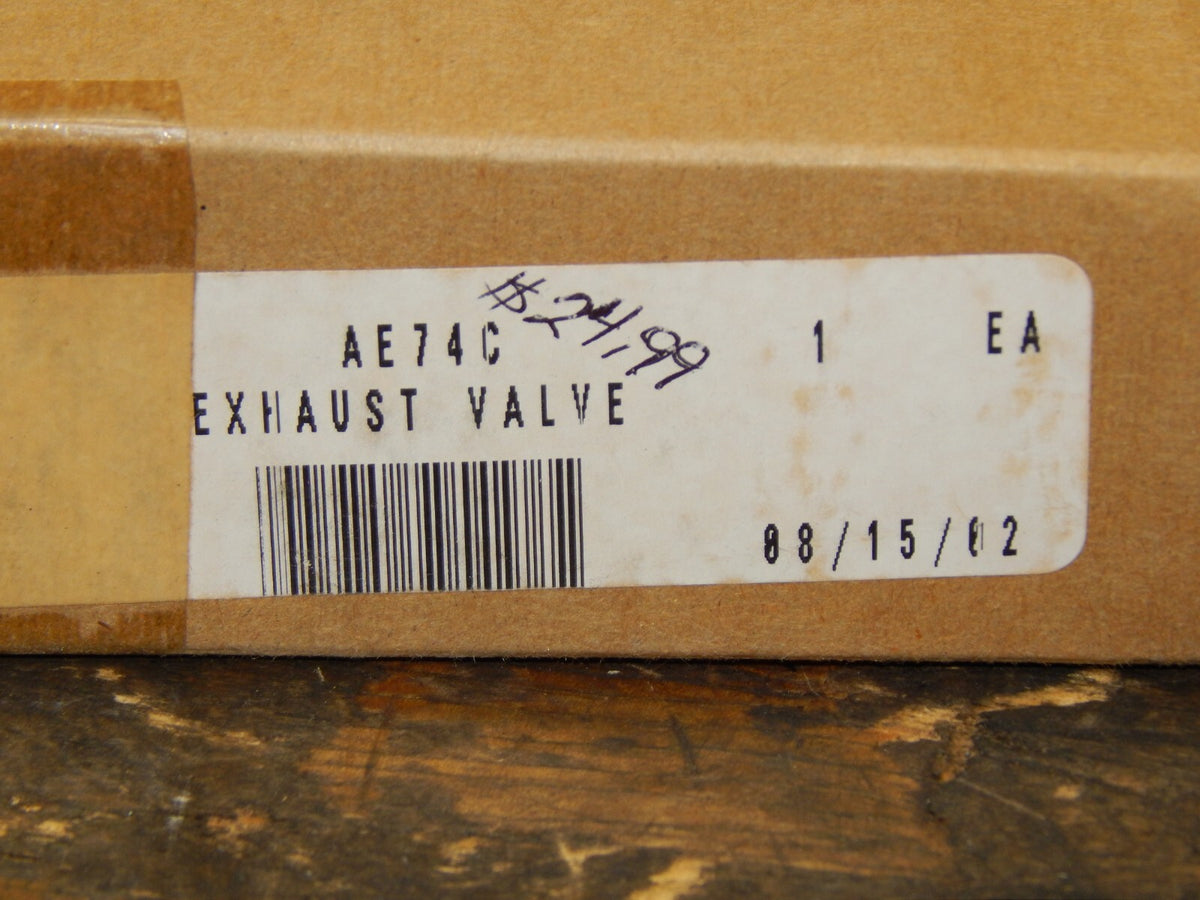 $24.99
AE74C 1 EA
EXHAUST VALVE
08/15/02